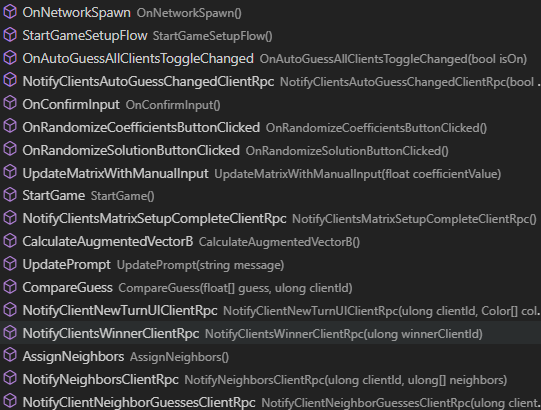 OnNetworkSpawn OnNetworkSpawn()
StartGameSetupFlow StartGameSetupFlow()
OnAutoGuessAllClientsToggleChanged OnAutoGuessAllClientsToggleChanged(bool isOn)
NotifyClientsAutoGuessChangedClientRpc NotifyClientsAutoGuessChangedClientRpc(bool ...
OnConfirmInput OnConfirmInput()
OnRandomizeCoefficientsButtonClicked OnRandomizeCoefficientsButtonClicked()
OnRandomizeSolutionButtonClicked OnRandomizeSolutionButtonClicked()
UpdateMatrixWithManualInput UpdateMatrixWithManualInput(float coefficientValue)
StartGame StartGame()
NotifyClientsMatrixSetupCompleteClientRpc NotifyClientsMatrixSetupCompleteClientRpc()
CalculateAugmentedVectorB CalculateAugmentedVectorB()
UpdatePrompt UpdatePrompt(string message)
CompareGuess CompareGuess(float[] guess, ulong clientId)
NotifyClientNewTurnUIClientRpc NotifyClientNewTurnUIClientRpc(ulong clientId, Color[] col...
NotifyClientsWinnerClientRpc NotifyClientsWinnerClientRpc(ulong winnerClientId)
AssignNeighbors AssignNeighbors()
NotifyNeighborsClientRpc NotifyNeighborsClientRpc(ulong clientId, ulong[] neighbors)
NotifyClientNeighborGuessesClientRpc NotifyClientNeighborGuessesClientRpc(ulong client...